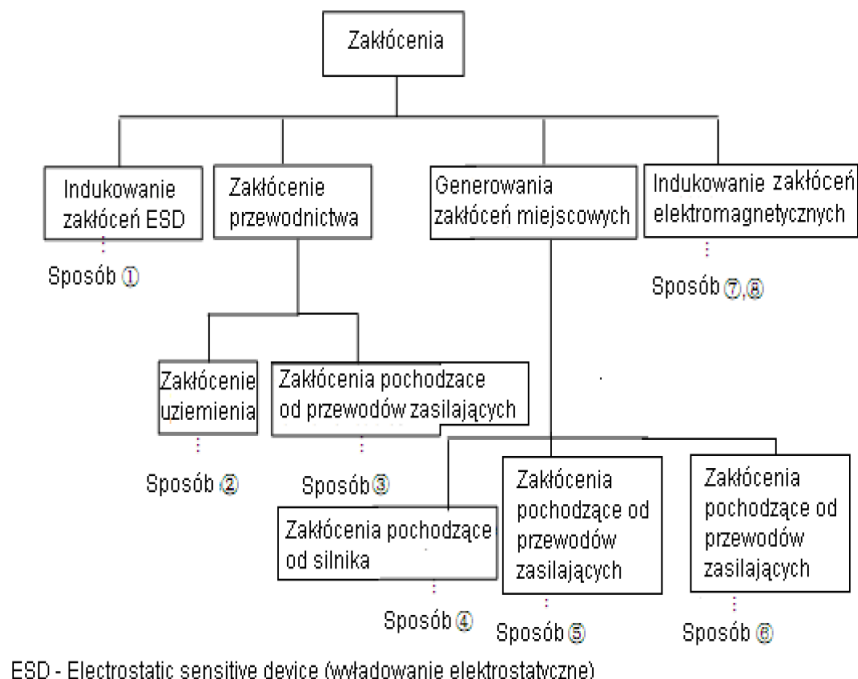 Zakłócenia
Indukowanie
zakłóceń ESD
Sposób ①
Zakłócenie
przewodnictwa
Generowania
zakłóceń miejscowych
Indukowanie zakłóceń
elektromagnetycznych
Sposób ⑦,⑧
Zakłócenie
uziemienia
Sposób ②
Zakłócenia pochodzace
od przewodów zasilających
Sposób ③
Zakłócenia pochodzące
od silnika
Sposób ④
Zakłócenia
pochodzące od
przewodów
zasilających
Sposób ⑤
Zakłócenia
pochodzące od
przewodów
zasilających
Sposób ⑥
ESD - Electrostatic sensitive device (wyładowanie elektrostatyczne)